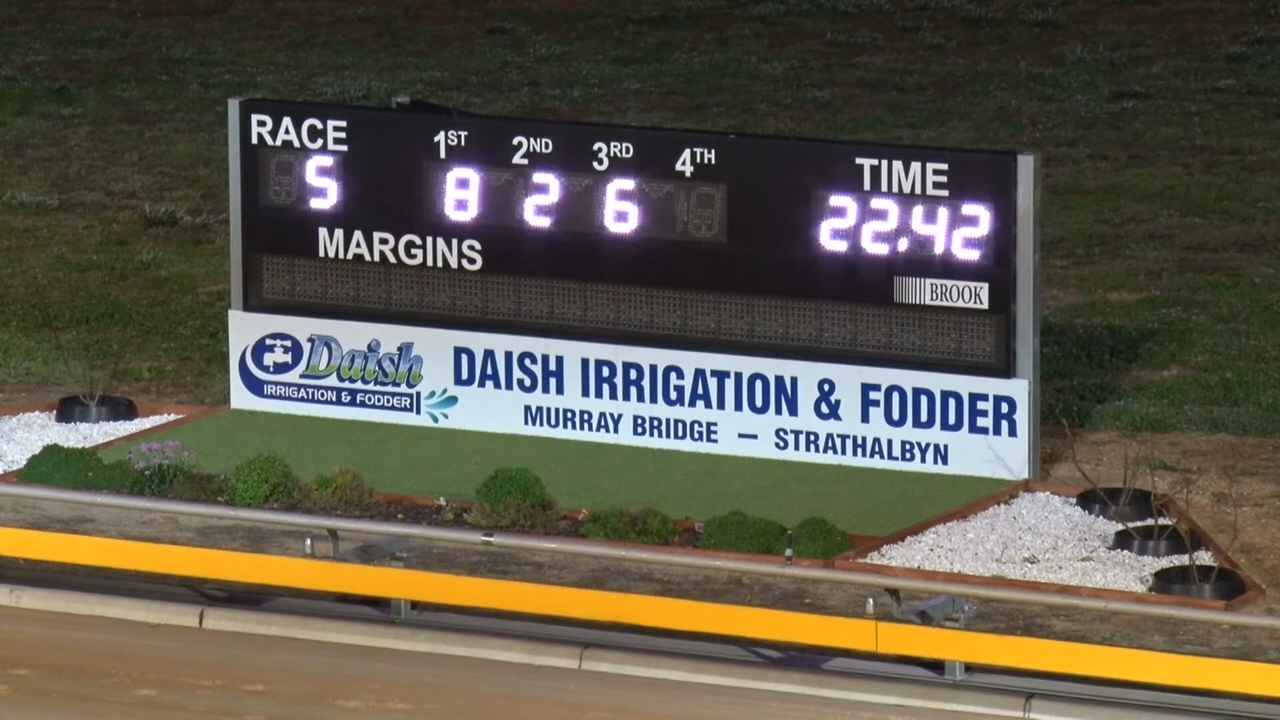 RACE 1ST 2ND 3RD 4TH TIME
5 8 2 6 22.42
MARGINS
BROOK
Daish
IRRIGATION & FODDER
DAISH IRRIGATION & FODDER
MURRAY BRIDGE — STRATHALBYN